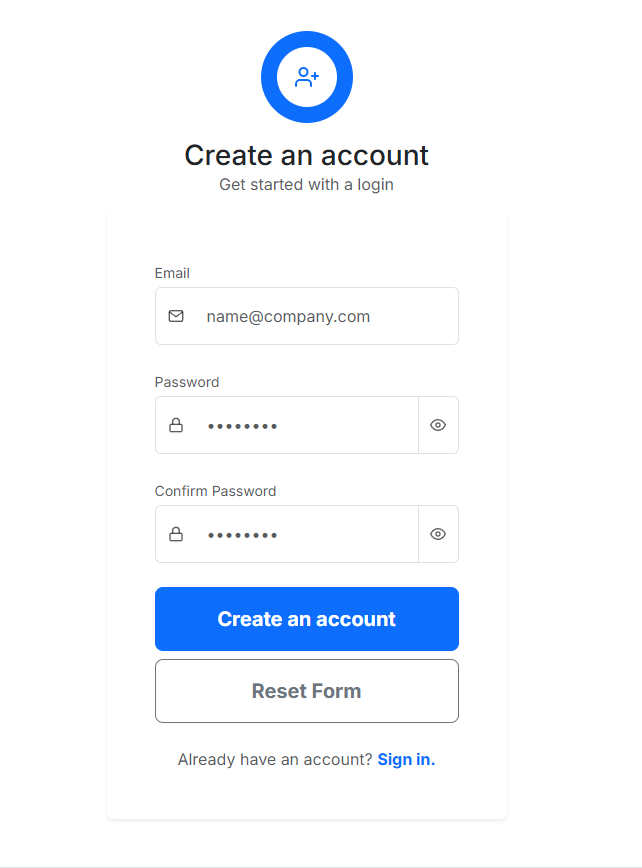 Create an account
Get started with a login
Email
name@company.com
Password
••••••••
Confirm Password
••••••••
Create an account
Reset Form
Already have an account? Sign in.